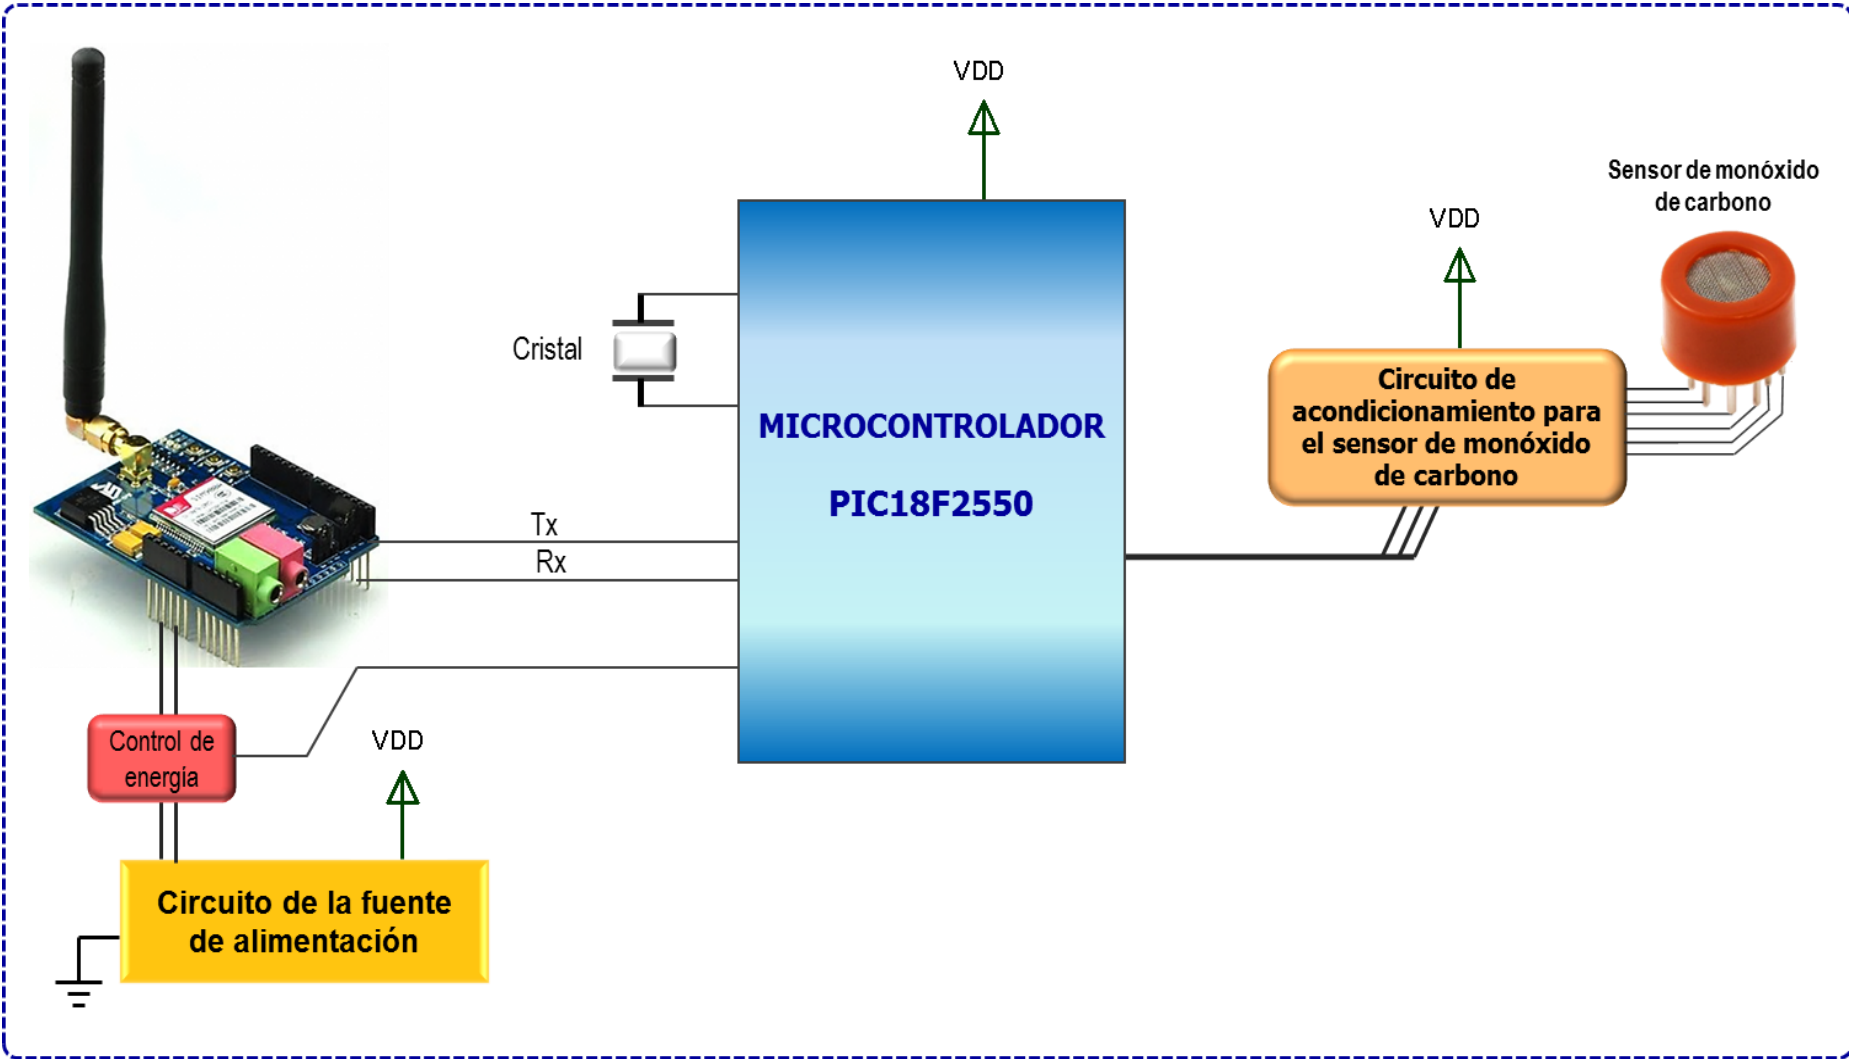 VDD
Sensor de monóxido
de carbono
VDD
Cristal
Circuito de
acondicionamiento para
el sensor de monóxido
de carbono
MICROCONTROLADOR
PIC18F2550
Tx
Rx
Control de
energía
VDD
Circuito de la fuente
de alimentación